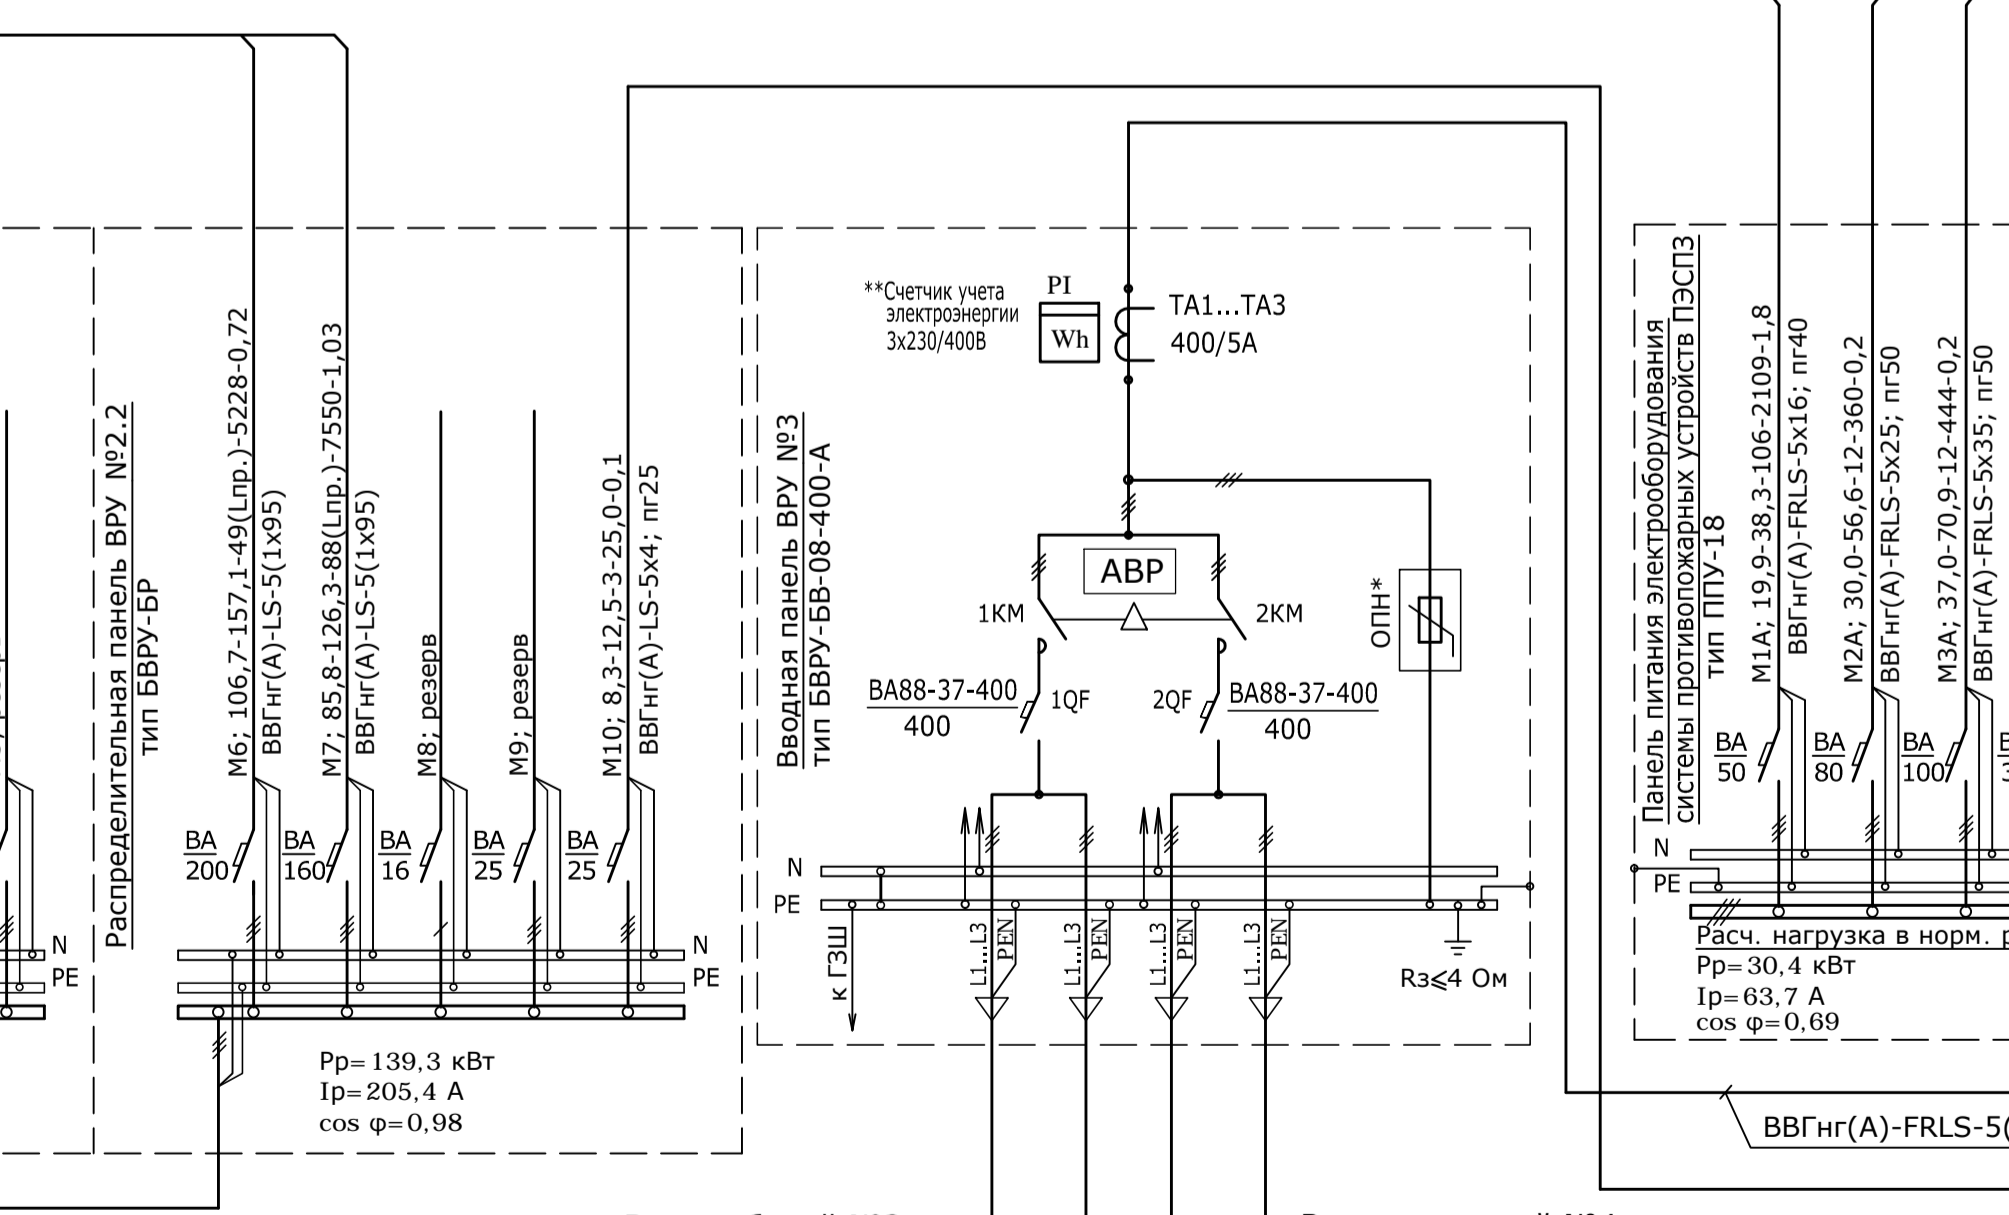 Распределительная панель ВРУ №2.2
тип БВРУ-БР
М6; 106,7-157,1-49(Lпр.)-5228-0,72
ВВГнг(А)-LS-5(1х95)
М7; 85,8-126,3-88(Lпр.)-7550-1,03
ВВГнг(А)-LS-5(1х95)
М8; резерв
М9; резерв
М10; 8,3-12,5-3-25,0-0,1
ВВГнг(А)-LS-5х4; пг25
ВА
200
ВА
160
ВА
16
ВА
25
ВА
25
N
PE
N
PE
Рр=139,3 кВт
Iр=205,4 А
cos φ=0,98
Вводная панель ВРУ №3
тип БВРУ-БВ-08-400-А
**Счетчик учета
электроэнергии
3х230/400В
PI
Wh
ТА1...ТА3
400/5А
АВР
1КМ
2КМ
ОПН*
ВА88-37-400
400
1QF
2QF
ВА88-37-400
400
N
PE
к ГЗШ
L1...L3
PEN
L1...L3
PEN
L1...L3
PEN
L1...L3
PEN
Rз⩽4 Ом
Панель питания электрооборудования
системы противопожарных устройств ПЭСПЗ
тип ППУ-18
М1А; 19,9-38,3-106-2109-1,8
ВВГнг(А)-FRLS-5х16; пг40
М2А; 30,0-56,6-12-360-0,2
ВВГнг(А)-FRLS-5х25; пг50
М3А; 37,0-70,9-12-444-0,2
ВВГнг(А)-FRLS-5х35; пг50
ВА
50
ВА
80
ВА
100
N
PE
Расч. нагрузка в норм.
Рр=30,4 кВт
Iр=63,7 А
cos φ=0,69
ВВГнг(А)-FRLS-5(